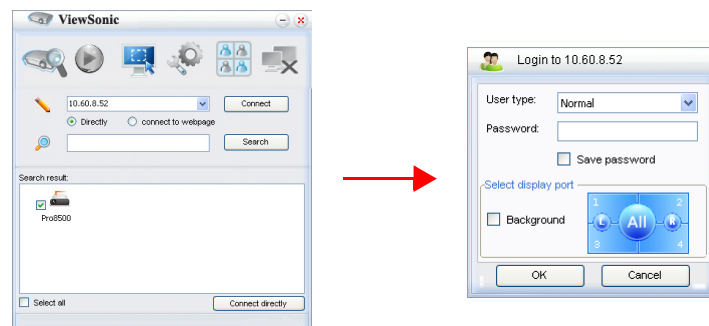 ViewSonic
10.60.8.52
Connect
Directly
connect to webpage
Search
Search result:
Pro8500
Select all
Connect directly
Login to 10.60.8.52
User type:
Normal
Password:
Save password
Select display port
Background
1
2
L
All
R
3
4
OK
Cancel